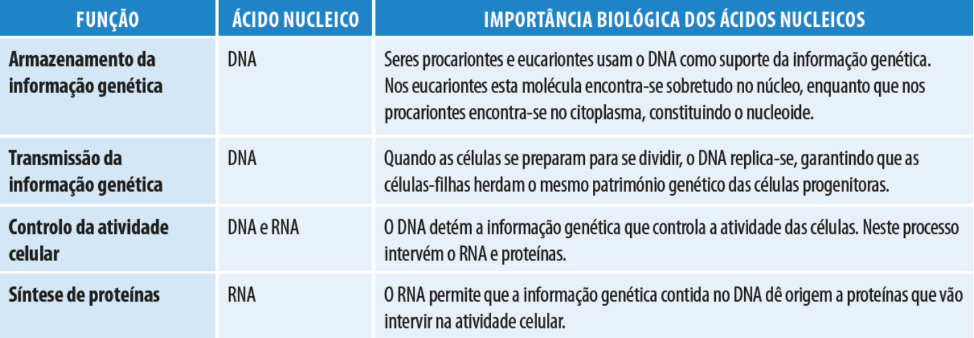 FUNÇÃO
ÁCIDO NUCLEICO
IMPORTÂNCIA BIOLÓGICA DOS ÁCIDOS NUCLEICOS
Armazenamento da
informação genética
DNA
Seres procariontes e eucariontes usam o DNA como suporte da informação genética.
Nos eucariontes esta molécula encontra-se sobretudo no núcleo, enquanto que nos
procariontes encontra-se no citoplasma, constituindo o nucleoide.
Transmissão da
informação genética
DNA
Quando as células se preparam para se dividir, o DNA replica-se, garantindo que as
células-filhas herdam o mesmo património genético das células progenitoras.
Controlo da atividade
celular
DNA e RNA
O DNA detém a informação genética que controla a atividade das células. Neste processo
intervém o RNA e proteínas.
Síntese de proteínas
RNA
O RNA permite que a informação genética contida no DNA dê origem a proteínas que vão
intervir na atividade celular.